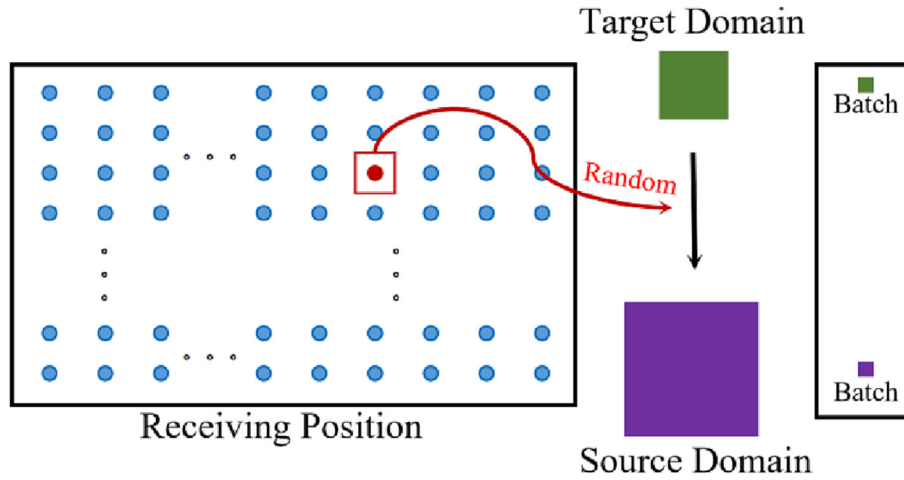 Target Domain
Batch
Random
Batch
Receiving Position
Source Domain